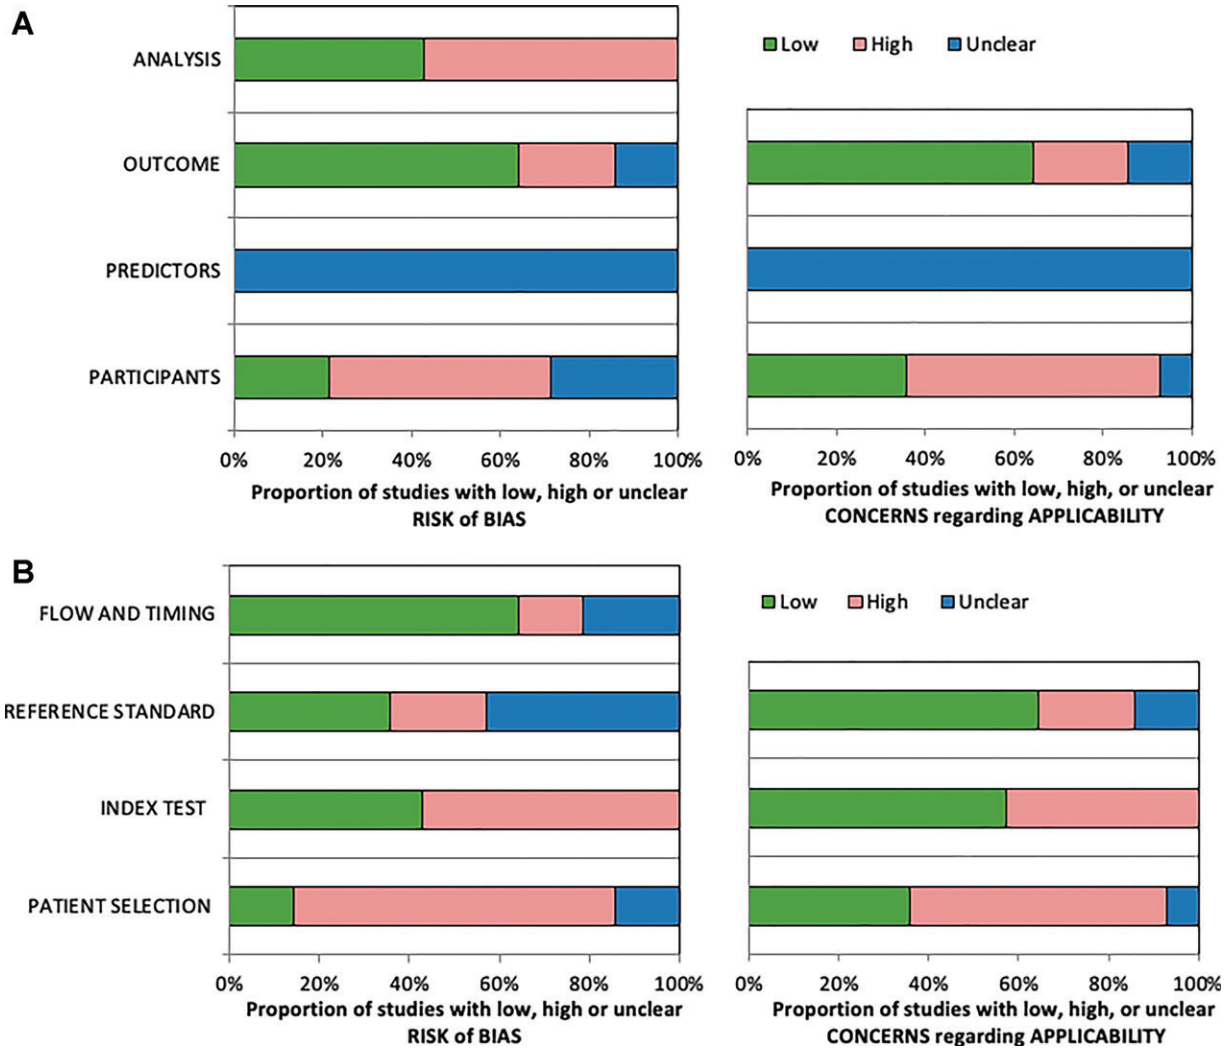 A
ANALYSIS
OUTCOME
PREDICTORS
PARTICIPANTS
0% 20% 40% 60% 80% 100%
Proportion of studies with low, high or unclear
RISK of BIAS
Low High Unclear
0% 20% 40% 60% 80% 100%
Proportion of studies with low, high, or unclear
CONCERNS regarding APPLICABILITY
B
FLOW AND TIMING
REFERENCE STANDARD
INDEX TEST
PATIENT SELECTION
0% 20% 40% 60% 80% 100%
Proportion of studies with low, high or unclear
RISK of BIAS
Low High Unclear
0% 20% 40% 60% 80% 100%
Proportion of studies with low, high, or unclear
CONCERNS regarding APPLICABILITY